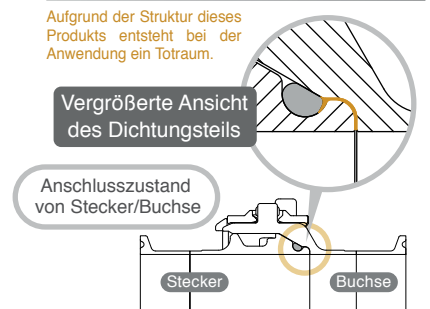 Aufgrund der Struktur dieses
Produkts entsteht bei der
Anwendung ein Totraum.
Vergrößerte Ansicht
des Dichtungsteils
Anschlusszustand
von Stecker/Buchse
Stecker
Buchse